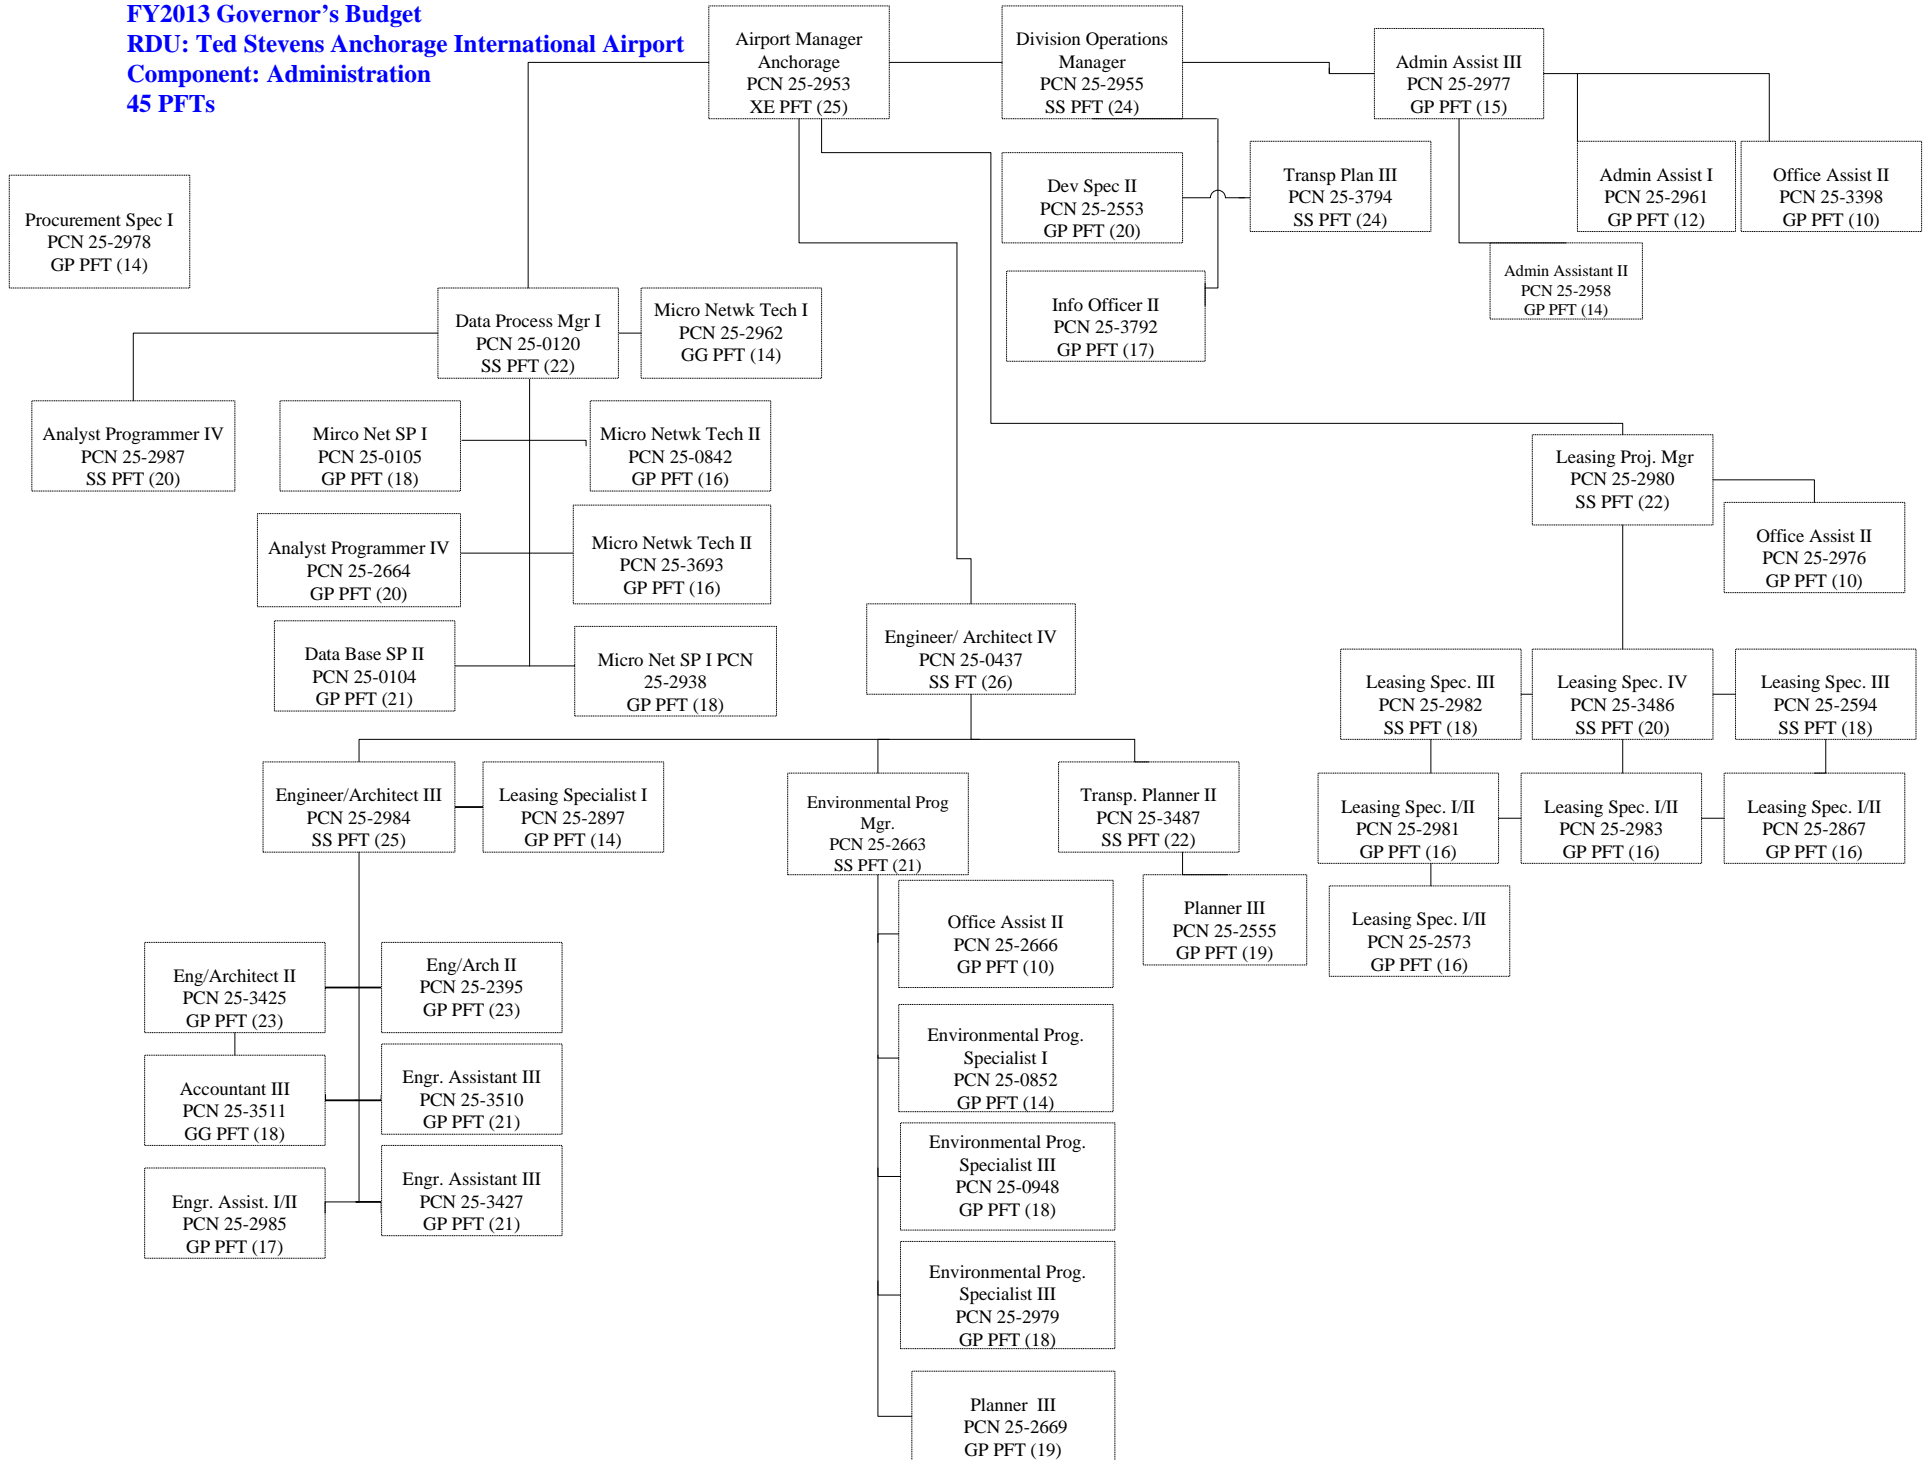 FY2013 Governor's Budget
RDU: Ted Stevens Anchorage International Airport
Component: Administration
45 PFTs
Airport Manager
Anchorage
PCN 25-2953
XE PFT (25)
Division Operations
Manager
PCN 25-2955
SS PFT (24)
Admin Assist III
PCN 25-2977
GP PFT (15)
Procurement Spec I
PCN 25-2978
GP PFT (14)
Dev Spec II
PCN 25-2553
GP PFT (20)
Transp Plan III
PCN 25-3794
SS PFT (24)
Admin Assist I
PCN 25-2961
GP PFT (12)
Office Assist II
PCN 25-3398
GP PFT (10)
Admin Assistant II
PCN 25-2958
GP PFT (14)
Info Officer II
PCN 25-3792
GP PFT (17)
Data Process Mgr I
PCN 25-0120
SS PFT (22)
Micro Netwk Tech I
PCN 25-2962
GG PFT (14)
Analyst Programmer IV
PCN 25-2987
SS PFT (20)
Mirco Net SP I
PCN 25-0105
GP PFT (18)
Micro Netwk Tech II
PCN 25-0842
GP PFT (16)
Analyst Programmer IV
PCN 25-2664
GP PFT (20)
Micro Netwk Tech II
PCN 25-3693
GP PFT (16)
Data Base SP II
PCN 25-0104
GP PFT (21)
Micro Net SP I PCN
25-2938
GP PFT (18)
Leasing Proj. Mgr
PCN 25-2980
SS PFT (22)
Office Assist II
PCN 25-2976
GP PFT (10)
Engineer/ Architect IV
PCN 25-0437
SS FT (26)
Leasing Spec. III
PCN 25-2982
SS PFT (18)
Leasing Spec. IV
PCN 25-3486
SS PFT (20)
Leasing Spec. III
PCN 25-2594
SS PFT (18)
Leasing Spec. I/II
PCN 25-2981
GP PFT (16)
Leasing Spec. I/II
PCN 25-2983
GP PFT (16)
Leasing Spec. I/II
PCN 25-2867
GP PFT (16)
Leasing Spec. I/II
PCN 25-2573
GP PFT (16)
Engineer/Architect III
PCN 25-2984
SS PFT (25)
Leasing Specialist I
PCN 25-2897
GP PFT (14)
Environmental Prog
Mgr.
PCN 25-2663
SS PFT (21)
Transp. Planner II
PCN 25-3487
SS PFT (22)
Planner III
PCN 25-2555
GP PFT (19)
Office Assist II
PCN 25-2666
GP PFT (10)
Environmental Prog.
Specialist I
PCN 25-0852
GP PFT (14)
Environmental Prog.
Specialist III
PCN 25-0948
GP PFT (18)
Environmental Prog.
Specialist III
PCN 25-2979
GP PFT (18)
Planner  III
PCN 25-2669
GP PFT (19)
Eng/Architect II
PCN 25-3425
GP PFT (23)
Eng/Arch II
PCN 25-2395
GP PFT (23)
Accountant III
PCN 25-3511
GG PFT (18)
Engr. Assistant III
PCN 25-3510
GP PFT (21)
Engr. Assist. I/II
PCN 25-2985
GP PFT (17)
Engr. Assistant III
PCN 25-3427
GP PFT (21)